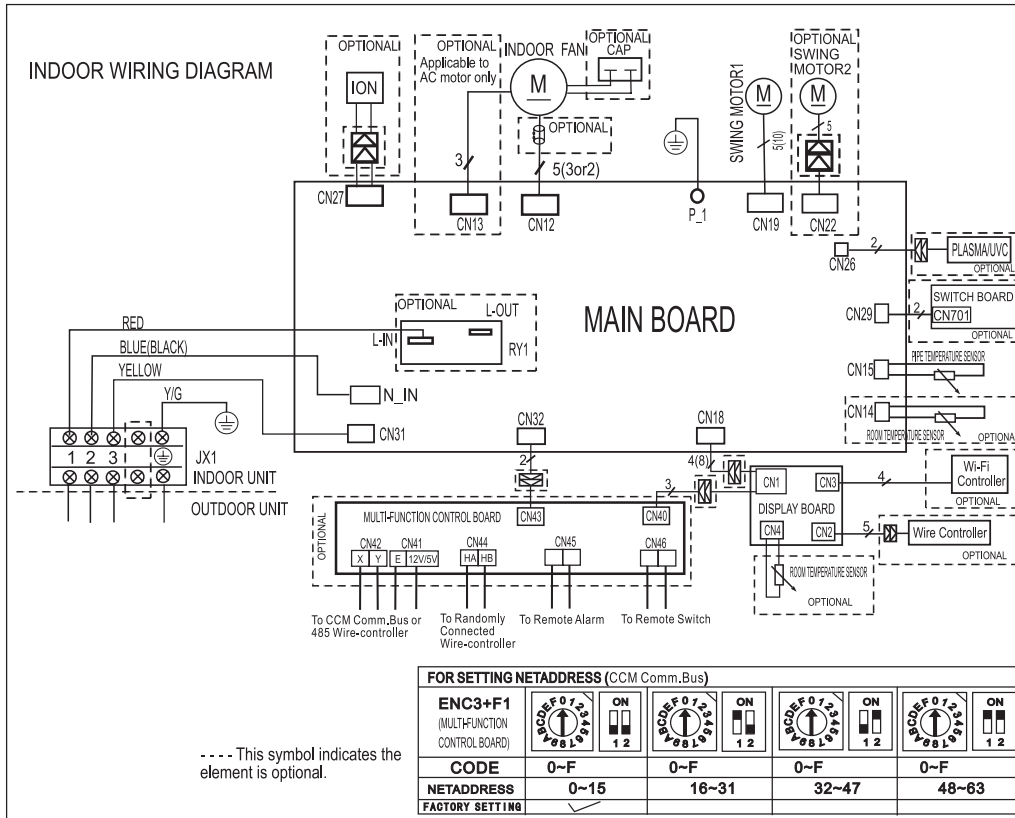 INDOOR WIRING DIAGRAM
OPTIONAL
ION
CN27
OPTIONAL
Applicable to
AC motor only
3
CN13
INDOOR FAN
M
OPTIONAL
CAP
OPTIONAL
5(3or2)
CN12
P_1
SWING MOTOR1
M
5(10)
CN19
OPTIONAL
SWING
MOTOR2
M
5
CN22
CN26
2
PLASMA/UVC
OPTIONAL
MAIN BOARD
CN29
2
SWITCH BOARD
CN701
OPTIONAL
CN15
PIPE TEMPERATURE SENSOR
CN14
ROOM TEMPERATURE SENSOR
OPTIONAL
OPTIONAL
L-OUT
L-IN
RY1
RED
BLUE(BLACK)
YELLOW
Y/G
N_IN
CN31
1 2 3
JX1
INDOOR UNIT
OUTDOOR UNIT
CN32
2
CN18
4(8)
3
OPTIONAL
MULTI-FUNCTION CONTROL BOARD
CN43
CN40
CN42 CN41 CN44 CN45 CN46
X Y E 12V/5V HA HB
To CCM Comm.Bus or
485 Wire-controller
To Randomly
Connected
Wire-controller
To Remote Alarm
To Remote Switch
CN1
CN3
DISPLAY BOARD
CN4
CN2
4
Wi-Fi
Controller
OPTIONAL
5
Wire Controller
OPTIONAL
ROOM TEMPERATURE SENSOR
OPTIONAL
---- This symbol indicates the
element is optional.
FOR SETTING NETADDRESS (CCM Comm.Bus)
ENC3+F1
(MULTI-FUNCTION
CONTROL BOARD)
0123456789ABCDEF ON 1 2
0123456789ABCDEF ON 1 2
0123456789ABCDEF ON 1 2
0123456789ABCDEF ON 1 2
CODE 0~F 0~F 0~F 0~F
NETADDRESS 0~15 16~31 32~47 48~63
FACTORY SETTING ✓